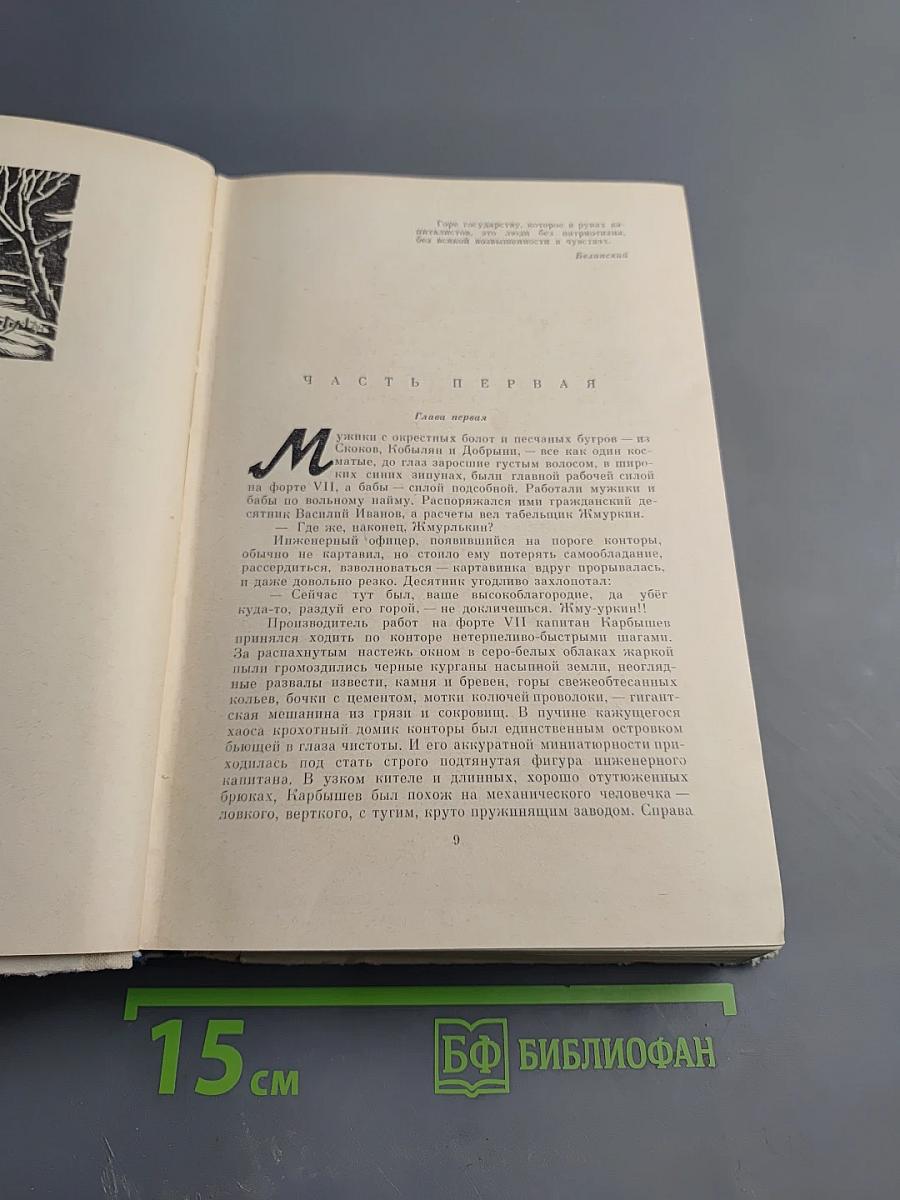 Горе государству, которое в руках ка-
питалистов, это люди без патриотизма,
без всякой возвышенности в чувствах.
Белинский
ЧАСТЬ ПЕРВАЯ
Глава первая
Мужики с окрестных болот и песчаных бугров — из
Скоков, Кобылян и Добрыни, — все как один кос-
матые, до глаз заросшие густым волосом, в широ-
ких синих зипунах, были главной рабочей силой
на форте VII, а бабы — силой подсобной. Работали мужики и
бабы по вольному найму. Распоряжался ими гражданский де-
сятник Василий Иванов, а расчеты вел табельщик Жмуркин.
— Где же, наконец, Жмурлькин?
Инженерный офицер, появившийся на пороге конторы,
обычно не картавил, но стоило ему потерять самообладание,
рассердиться, взволноваться — картавинка вдруг прорывалась,
и даже довольно резко. Десятник угодливо захлопотал:
— Сейчас тут был, ваше высокоблагородие, да убёг
куда-то, раздуй его горой, — не докличешься. Жму-уркин!!
Производитель работ на форте VII капитан Карбышев
принялся ходить по конторе нетерпеливо-быстрыми шагами.
За распахнутым настежь окном в серо-белых облаках жаркой
пыли громоздились черные курганы насыпной земли, неогляд-
ные развалы извести, камня и бревен, горы свежеобтесанных
кольев, бочки с цементом, мотки колючей проволоки, — гигант-
ская мешанина из грязи и сокровищ. В пучине кажущегося
хаоса крохотный домик конторы был единственным островком
бьющей в глаза чистоты. И его аккуратной миниатюрности при-
ходилась под стать строго подтянутая фигура инженерного
капитана. В узком кителе и длинных, хорошо отутюженных
брюках, Карбышев был похож на механического человечка —
ловкого, верткого, с тугим, круто пружинящим заводом. Справа
9
15 см
БФ БИБЛИОФАН